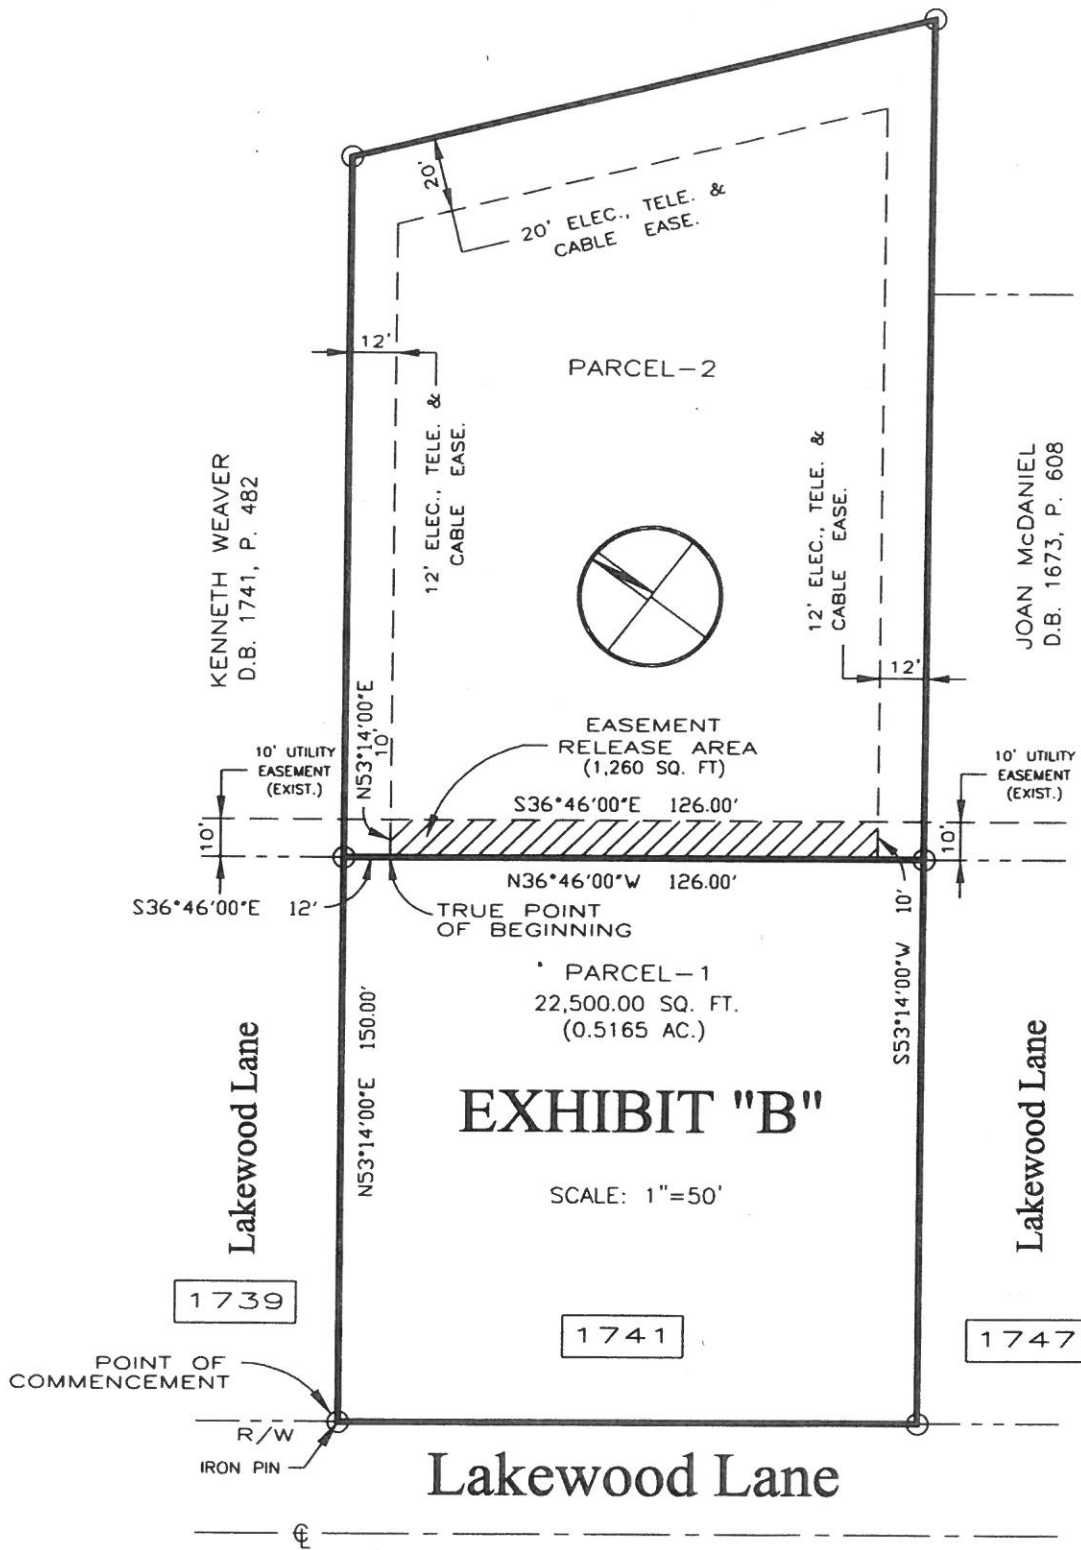 20'
20' ELEC., TELE. &
CABLE EASE.
12'
PARCEL-2
12' ELEC., TELE. &
CABLE EASE.
12' ELEC., TELE. &
CABLE EASE.
KENNETH WEAVER
D.B. 1741, P. 482
JOAN McDANIEL
D.B. 1673, P. 608
12'
N53°14'00"E
10'
EASEMENT
RELEASE AREA
(1,260 SQ. FT)
10' UTILITY
EASEMENT
(EXIST.)
10' UTILITY
EASEMENT
(EXIST.)
S36°46'00"E 126.00'
10'
10'
N36°46'00"W 126.00'
S36°46'00"E 12'
TRUE POINT
OF BEGINNING
S53°14'00"W 10'
PARCEL-1
22,500.00 SQ. FT.
(0.5165 AC.)
N53°14'00"E 150.00'
Lakewood Lane
EXHIBIT "B"
Lakewood Lane
SCALE: 1"=50'
1739
1741
1747
POINT OF
COMMENCEMENT
R/W
IRON PIN
Lakewood Lane
℄